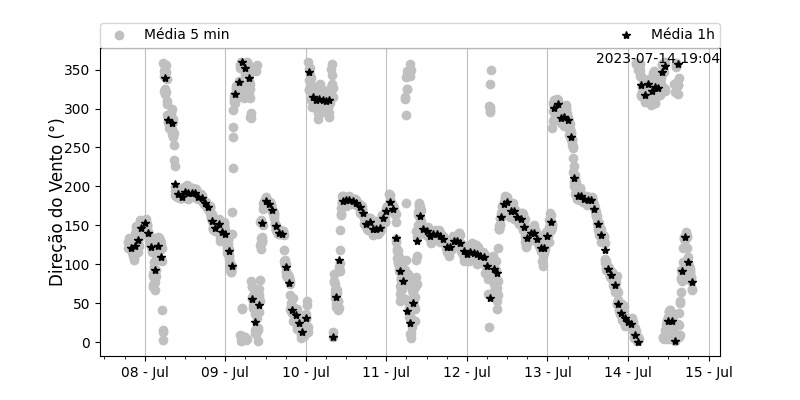 Média 5 min
Média 1h
2023-07-14 19:04
Direção do Vento (°)
350
300
250
200
150
100
50
0
08 - Jul
09 - Jul
10 - Jul
11 - Jul
12 - Jul
13 - Jul
14 - Jul
15 - Jul